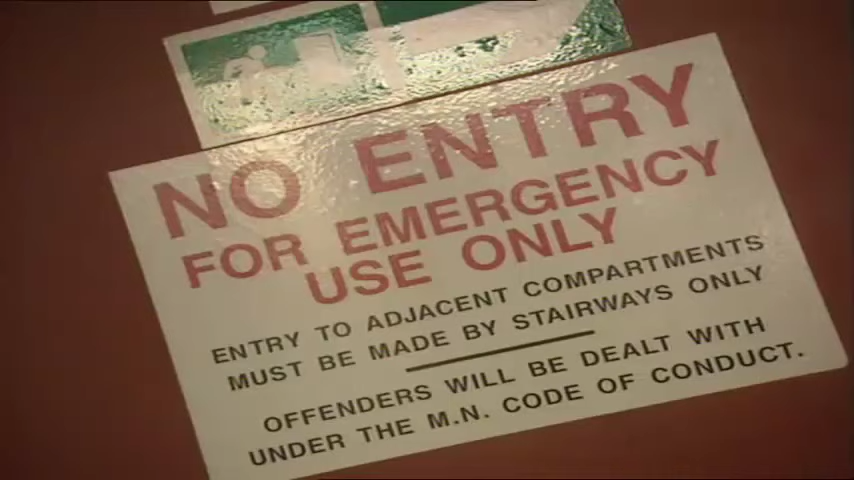 NO ENTRY
FOR EMERGENCY
USE ONLY
ENTRY TO ADJACENT COMPARTMENTS
MUST BE MADE BY STAIRWAYS ONLY
OFFENDERS WILL BE DEALT WITH
UNDER THE M.N. CODE OF CONDUCT.